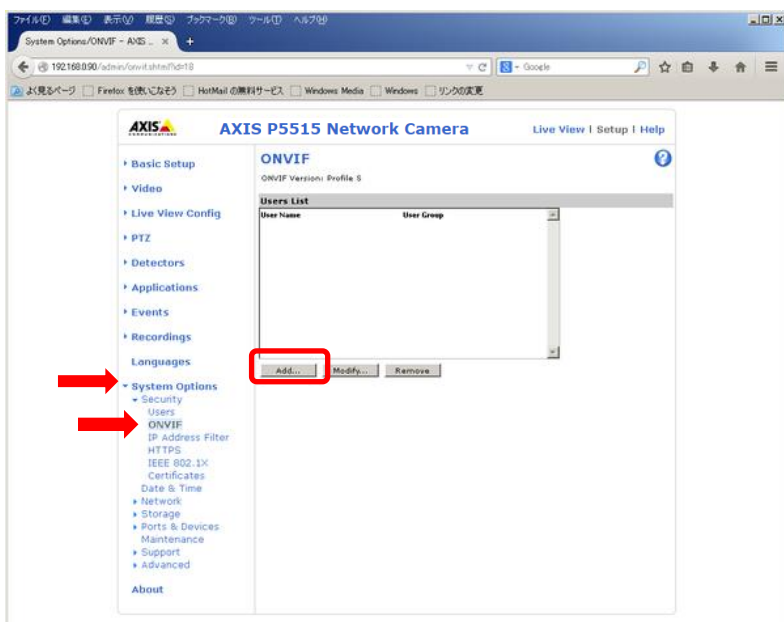 ファイル(F) 編集(E) 表示(V) 履歴(S) ブックマーク(B) ツール(T) ヘルプ(H)
System Options/ONVIF - AXIS ... × +
192.168.0.90/admin/onvif.shtml?id=18
Google
よく見るページ Firefox を使いこなそう HotMail の無料サービス Windows Media Windows リンクの変更
AXIS
AXIS P5515 Network Camera
Live View | Setup | Help
Basic Setup
Video
Live View Config
PTZ
Detectors
Applications
Events
Recordings
Languages
System Options
Security
Users
ONVIF
IP Address Filter
HTTPS
IEEE 802.1X
Certificates
Date & Time
Network
Storage
Ports & Devices
Maintenance
Support
Advanced
About
ONVIF
?
ONVIF Version: Profile S
Users List
User Name User Group
Add... Modify... Remove